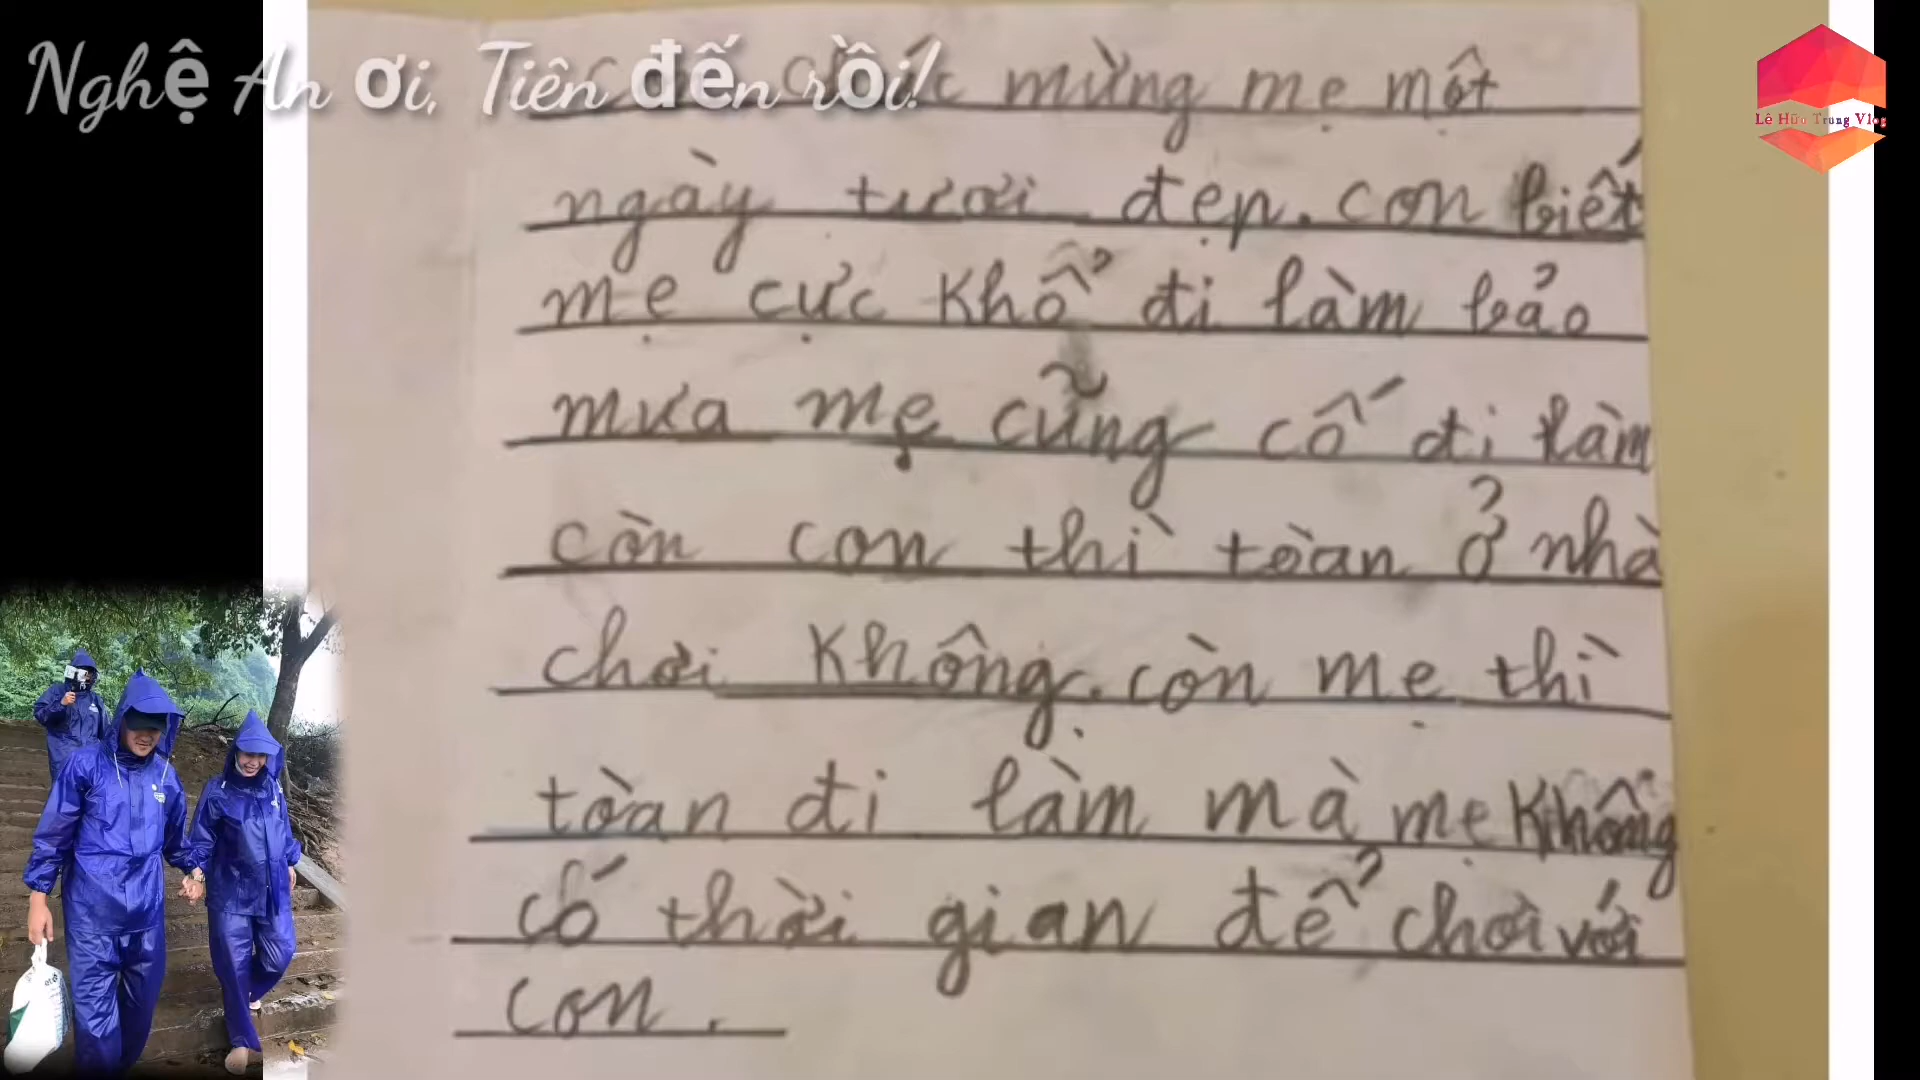 Nghệ An ơi, Tiên đến rồi!
Lê Hữu Trung Vlog
mừng mẹ một
ngày tươi đẹp. con biết
mẹ cực khổ đi làm bảo
mưa mẹ cũng cố đi làm
còn con thì toàn ở nhà
chơi không. còn mẹ thì
toàn đi làm mà mẹ không
có thời gian để chơi với
con.